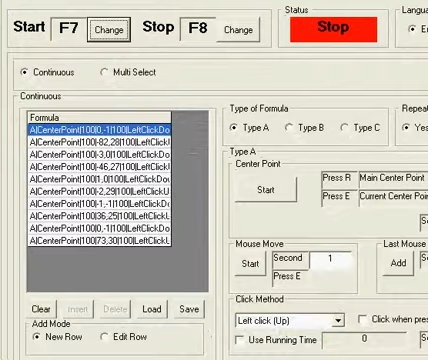 Start F7 Change Stop F8 Change
Status
Stop
Langua
Continuous Multi Select
Continuous
Formula
A|CenterPoint|100|0,-1|100|LeftClickDo
A|CenterPoint|100|-82,28|100|LeftClickU
A|CenterPoint|100|-3,0|100|LeftClickDo
A|CenterPoint|100|-46,27|100|LeftClickU
A|CenterPoint|100|1,0|100|LeftClickDov
A|CenterPoint|100|-2,29|100|LeftClickU
A|CenterPoint|100|-1,-1|100|LeftClickD
A|CenterPoint|100|36,25|100|LeftClickU
A|CenterPoint|100|0,0|100|LeftClickDov
A|CenterPoint|100|73,30|100|LeftClickU
Clear Insert Delete Load Save
Add Mode
New Row Edit Row
Type of Formula
Type A Type B Type C
Repeat
Yes
Type A
Center Point
Start
Press R Main Center Point
Press E Current Center Poin
Mouse Move
Start
Second 1
Press E
Last Mouse
Add
Click Method
Left click (Up)
Click when pres
Use Running Time 0